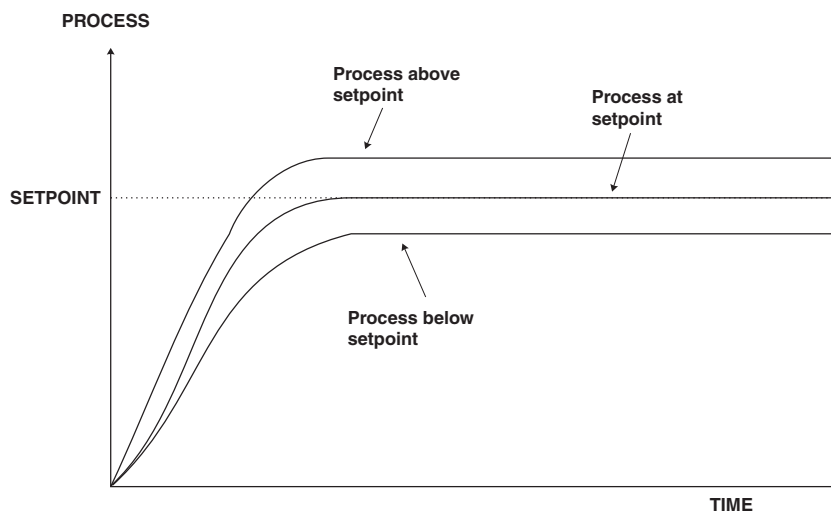 PROCESS
Process above
setpoint
Process at
setpoint
SETPOINT
Process below
setpoint
TIME